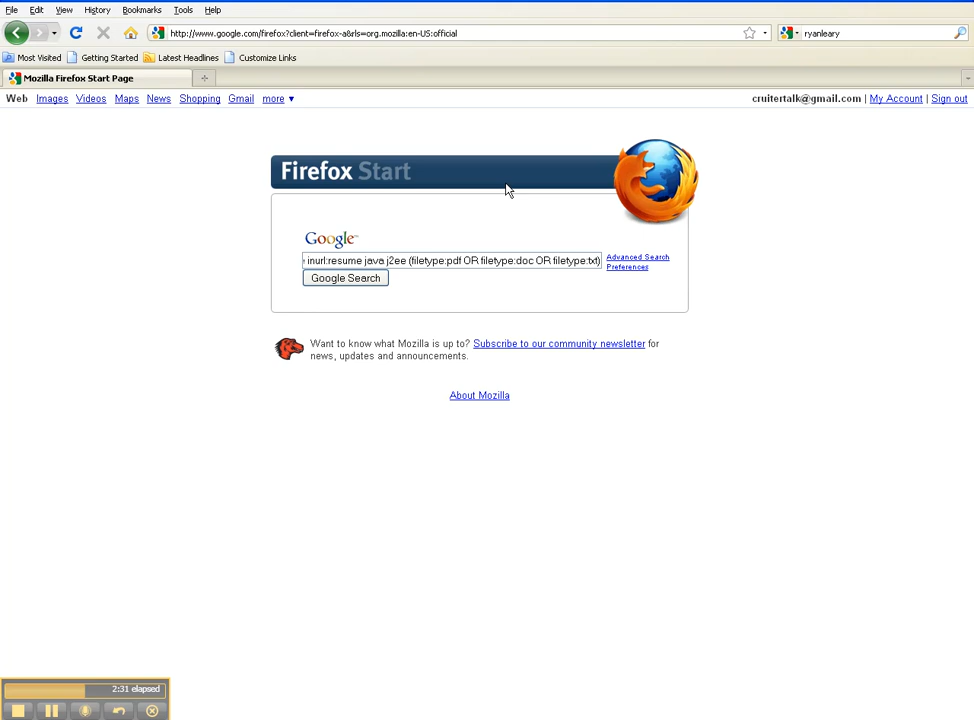 File Edit View History Bookmarks Tools Help
http://www.google.com/firefox?client=firefox-a&rls=org.mozilla:en-US:official
ryanleary
Most Visited Getting Started Latest Headlines Customize Links
Mozilla Firefox Start Page
Web Images Videos Maps News Shopping Gmail more ▼
cruitertalk@gmail.com | My Account | Sign out
Firefox Start
Google™
inurl:resume java j2ee (filetype:pdf OR filetype:doc OR filetype:txt)
Advanced Search
Preferences
Google Search
Want to know what Mozilla is up to? Subscribe to our community newsletter for
news, updates and announcements.
About Mozilla
2:31 elapsed